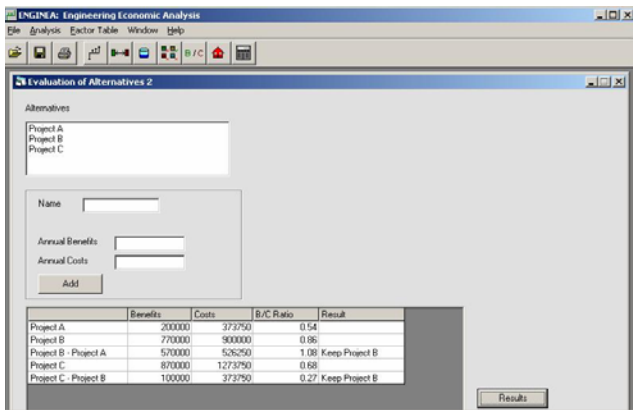 ENGINEA: Engineering Economic Analysis
File Analysis Factor Table Window Help
B/C
Evaluation of Alternatives 2
Alternatives
Project A
Project B
Project C
Name
Annual Benefits
Annual Costs
Add
Benefits Costs B/C Ratio Result
Project A 200000 373750 0.54
Project B 770000 900000 0.86
Project B - Project A 570000 526250 1.08 Keep Project B
Project C 870000 1273750 0.68
Project C - Project B 100000 373750 0.27 Keep Project B
Results